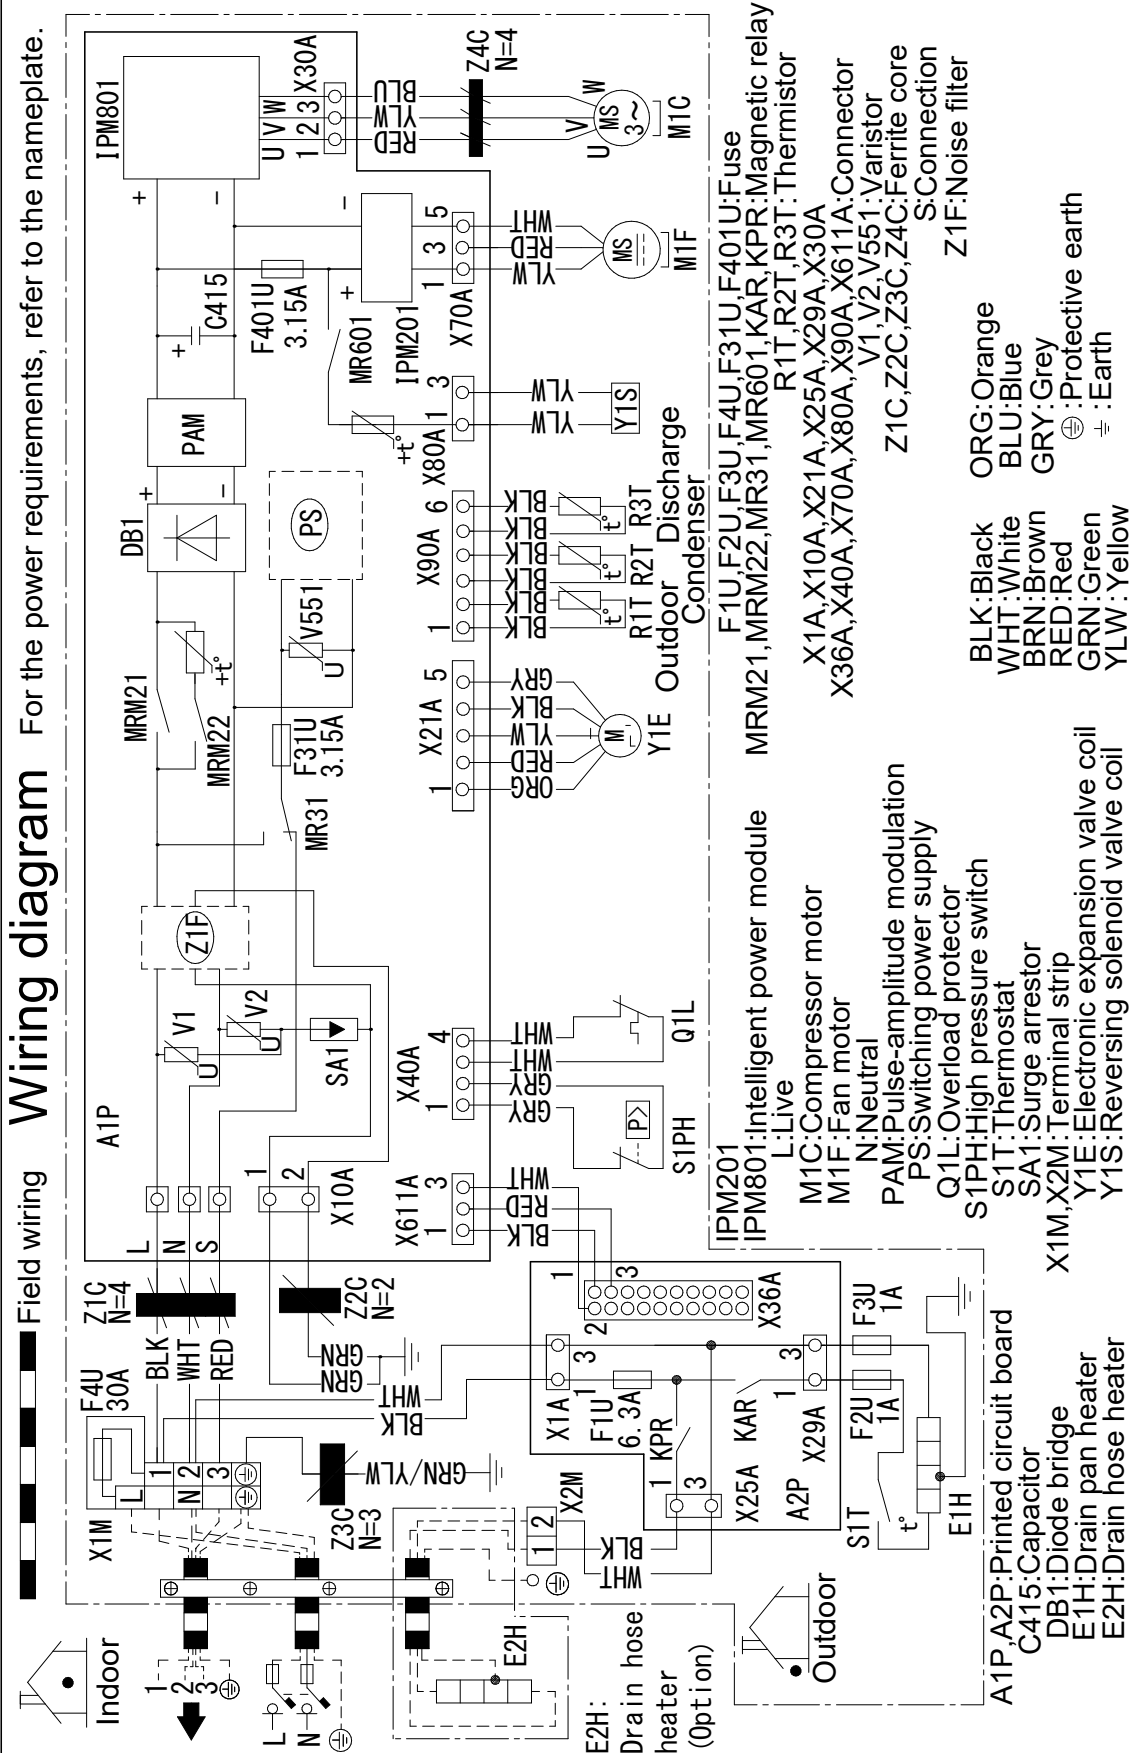 Wiring diagram For the power requirements, refer to the nameplate.
Field wiring
Indoor
1
2
3
L
N
X1M
F4U
30A
L
N
1
2
3
Z1C
N=4
BLK
WHT
RED
L
N
S
A1P
V1
U
V2
U
SA1
Z1F
MRM21
MRM22
+t°
DB1
+
-
PAM
+
C415
IPM801
+
-
U V W
1 2 3
X30A
RED
YLW
BLU
Z4C
N=4
U
V
W
MS
3~
M1C
MR31
F31U
3.15A
V551
U
PS
F401U
3.15A
MR601
+t°
+
-
IPM201
X10A
1
2
Z2C
N=2
GRN
GRN
WHT
BLK
GRN/YLW
Z3C
N=3
X611A
1
3
BLK
RED
WHT
X40A
1
4
GRY
GRY
WHT
WHT
P>
S1PH
Q1L
X21A
1
5
ORG
RED
YLW
BLK
GRY
M
Y1E
X90A
1
6
BLK
BLK
BLK
BLK
BLK
BLK
t°
t°
t°
R1T
R2T
R3T
Outdoor
Condenser
Discharge
X80A
1
3
YLW
YLW
Y1S
X70A
1
3
5
YLW
RED
WHT
MS
M1F
E2H
E2H:
Drain hose
heater
(Option)
X2M
1
2
BLK
WHT
X1A
1
3
F1U
6.3A
KPR
KAR
X25A
1
3
X29A
1
3
A2P
X36A
1
2
3
F2U
1A
F3U
1A
S1T
t°
E1H
Outdoor
A1P,A2P:Printed circuit board
C415:Capacitor
DB1:Diode bridge
E1H:Drain pan heater
E2H:Drain hose heater
IPM201
IPM801:Intelligent power module
L:Live
M1C:Compressor motor
M1F:Fan motor
N:Neutral
PAM:Pulse-amplitude modulation
PS:Switching power supply
Q1L:Overload protector
S1PH:High pressure switch
S1T:Thermostat
SA1:Surge arrestor
X1M,X2M:Terminal strip
Y1E:Electronic expansion valve coil
Y1S:Reversing solenoid valve coil
F1U,F2U,F3U,F4U,F31U,F401U:Fuse
MRM21,MRM22,MR31,MR601,KAR,KPR:Magnetic relay
R1T,R2T,R3T:Thermistor
X1A,X10A,X21A,X25A,X29A,X30A
X36A,X40A,X70A,X80A,X90A,X611A:Connector
V1,V2,V551:Varistor
Z1C,Z2C,Z3C,Z4C:Ferrite core
S:Connection
Z1F:Noise filter
BLK:Black
WHT:White
BRN:Brown
RED:Red
GRN:Green
YLW:Yellow
ORG:Orange
BLU:Blue
GRY:Grey
:Protective earth
:Earth